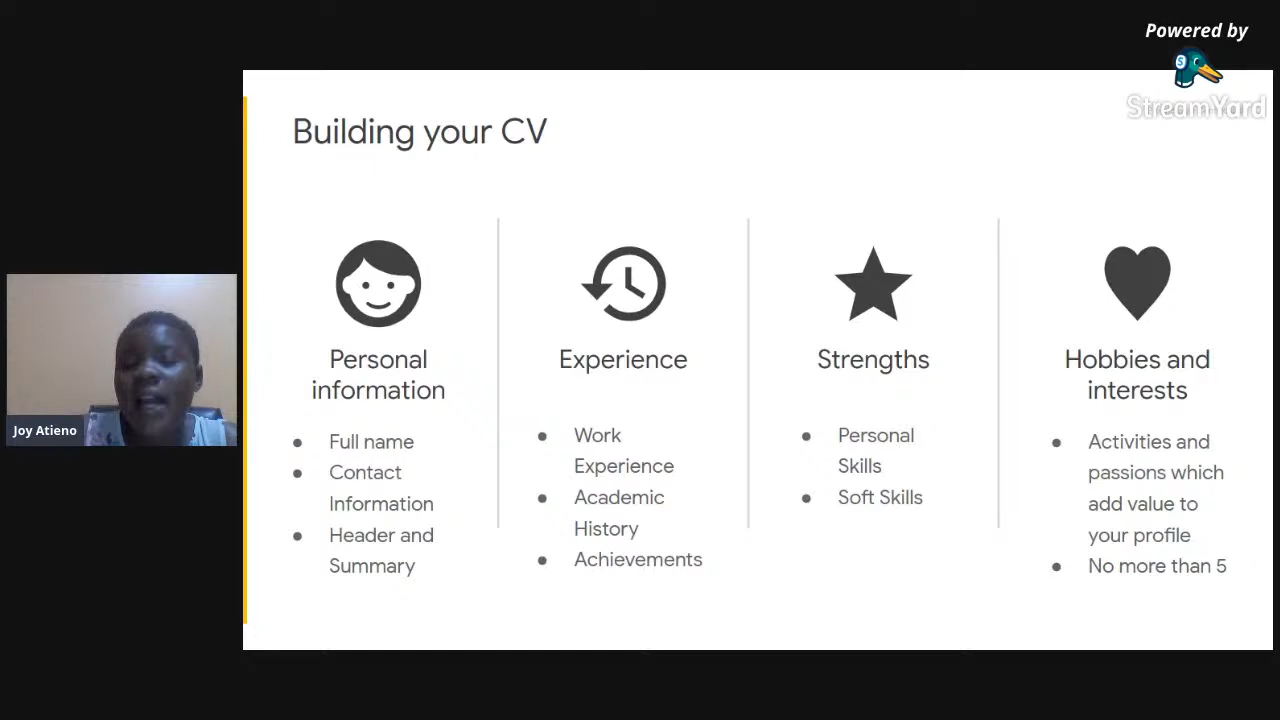 Powered by
StreamYard
Building your CV
Personal
information
Full name
Contact
Information
Header and
Summary
Experience
Work
Experience
Academic
History
Achievements
Strengths
Personal
Skills
Soft Skills
Hobbies and
interests
Activities and
passions which
add value to
your profile
No more than 5
Joy Atieno